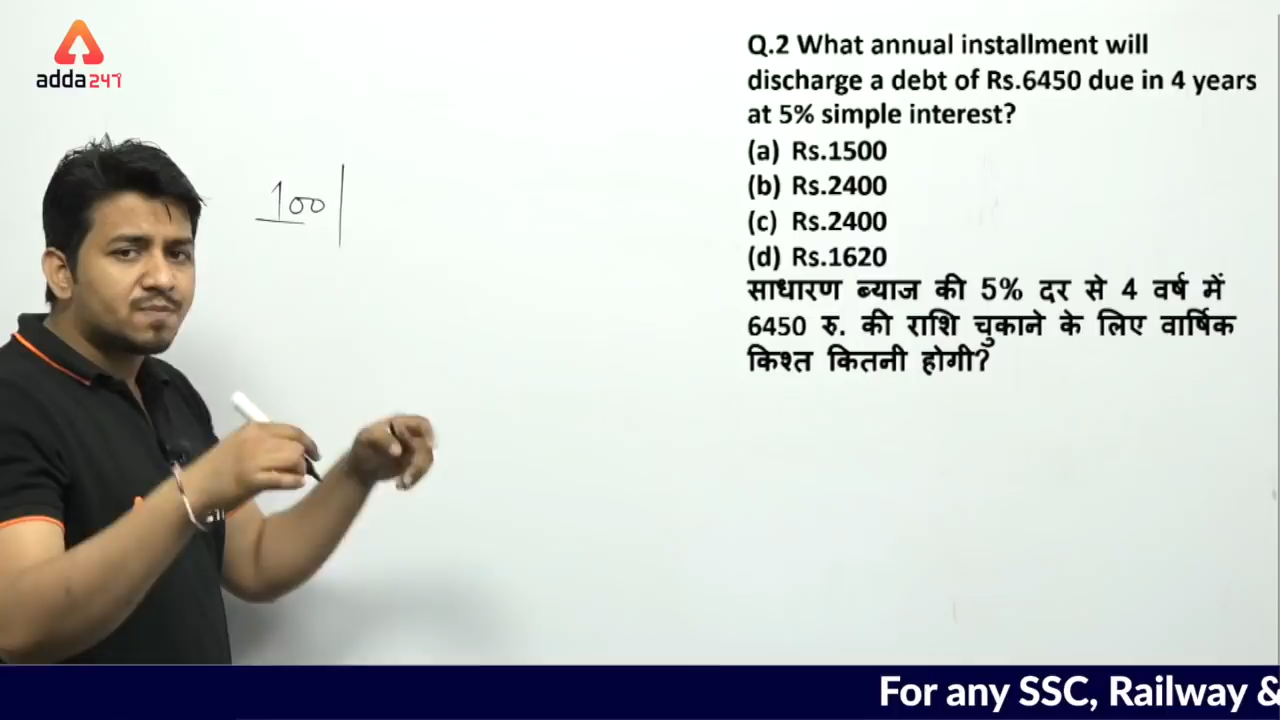 adda247
100
Q.2 What annual installment will
discharge a debt of Rs.6450 due in 4 years
at 5% simple interest?
(a) Rs.1500
(b) Rs.2400
(c) Rs.2400
(d) Rs.1620
साधारण ब्याज की 5% दर से 4 वर्ष में
6450 रु. की राशि चुकाने के लिए वार्षिक
किश्त कितनी होगी?
For any SSC, Railway &